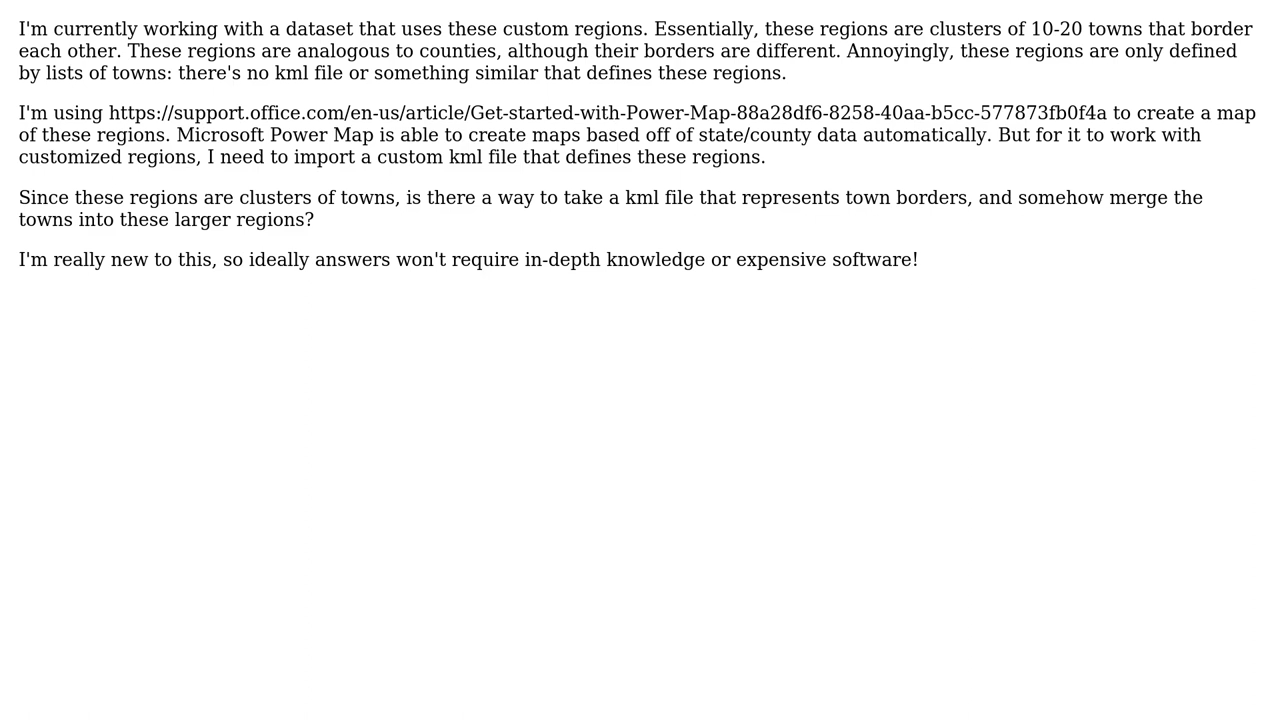 I'm currently working with a dataset that uses these custom regions. Essentially, these regions are clusters of 10-20 towns that border
each other. These regions are analogous to counties, although their borders are different. Annoyingly, these regions are only defined
by lists of towns: there's no kml file or something similar that defines these regions.
I'm using https://support.office.com/en-us/article/Get-started-with-Power-Map-88a28df6-8258-40aa-b5cc-577873fb0f4a to create a map
of these regions. Microsoft Power Map is able to create maps based off of state/county data automatically. But for it to work with
customized regions, I need to import a custom kml file that defines these regions.
Since these regions are clusters of towns, is there a way to take a kml file that represents town borders, and somehow merge the
towns into these larger regions?
I'm really new to this, so ideally answers won't require in-depth knowledge or expensive software!